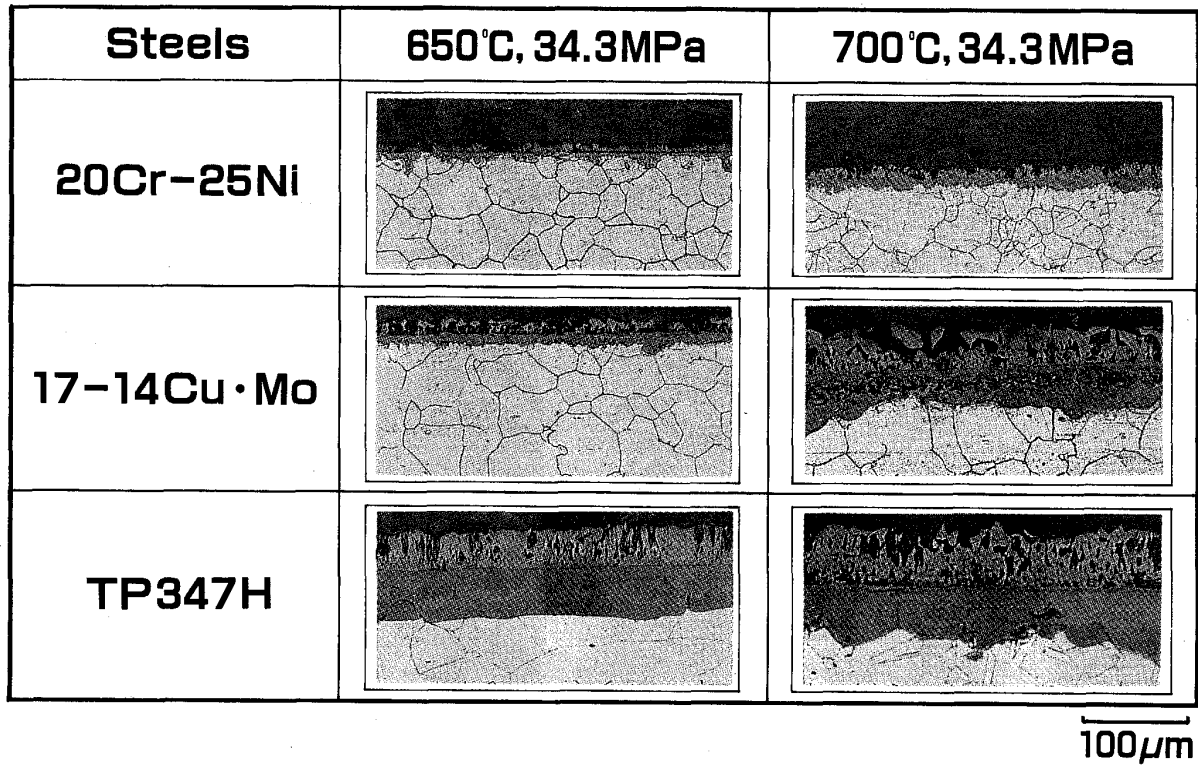 Steels 650°C, 34.3MPa 700°C, 34.3MPa
20Cr-25Ni
17-14Cu·Mo
TP347H
100μm